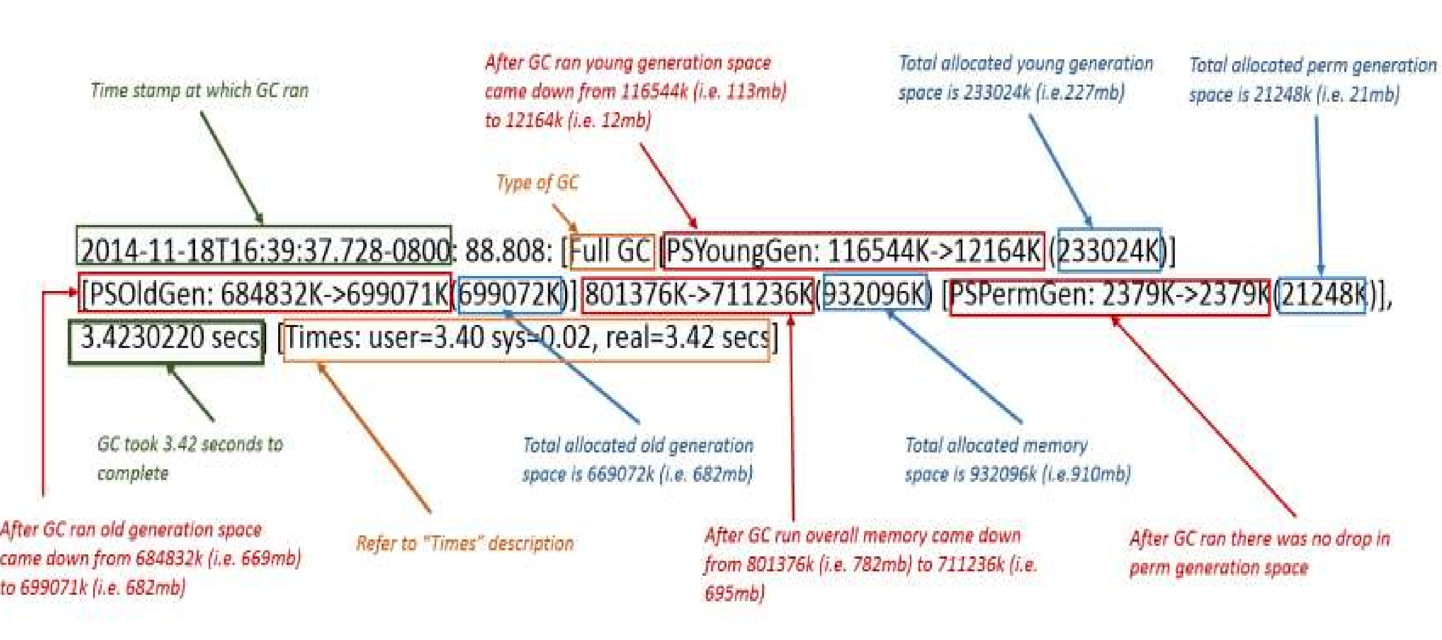 Time stamp at which GC ran
After GC ran young generation space
came down from 116544k (i.e. 113mb)
to 12164k (i.e. 12mb)
Total allocated young generation
space is 233024k (i.e.227mb)
Total allocated perm generation
space is 21248k (i.e. 21mb)
Type of GC
2014-11-18T16:39:37.728-0800: 88.808: [Full GC [PSYoungGen: 116544K->12164K (233024K)]
[PSOldGen: 684832K->699071K(699072K)] 801376K->711236K(932096K) [PSPermGen: 2379K->2379K(21248K)],
3.4230220 secs] [Times: user=3.40 sys=0.02, real=3.42 secs]
GC took 3.42 seconds to
complete
Total allocated old generation
space is 669072k (i.e. 682mb)
Total allocated memory
space is 932096k (i.e.910mb)
After GC ran old generation space
came down from 684832k (i.e. 669mb)
to 699071k (i.e. 682mb)
Refer to "Times" description
After GC run overall memory came down
from 801376k (i.e. 782mb) to 711236k (i.e.
695mb)
After GC ran there was no drop in
perm generation space